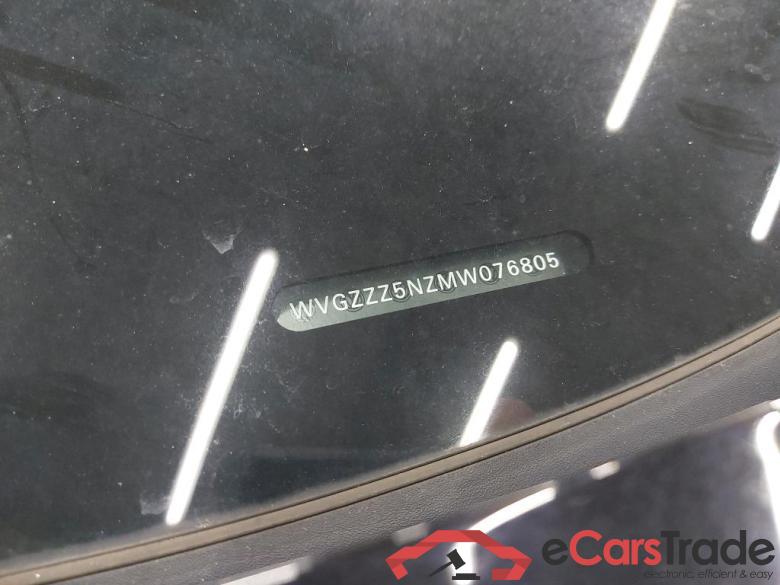 WVGZZZ5NZMW076805
eCarsTrade
electronic, efficient & easy